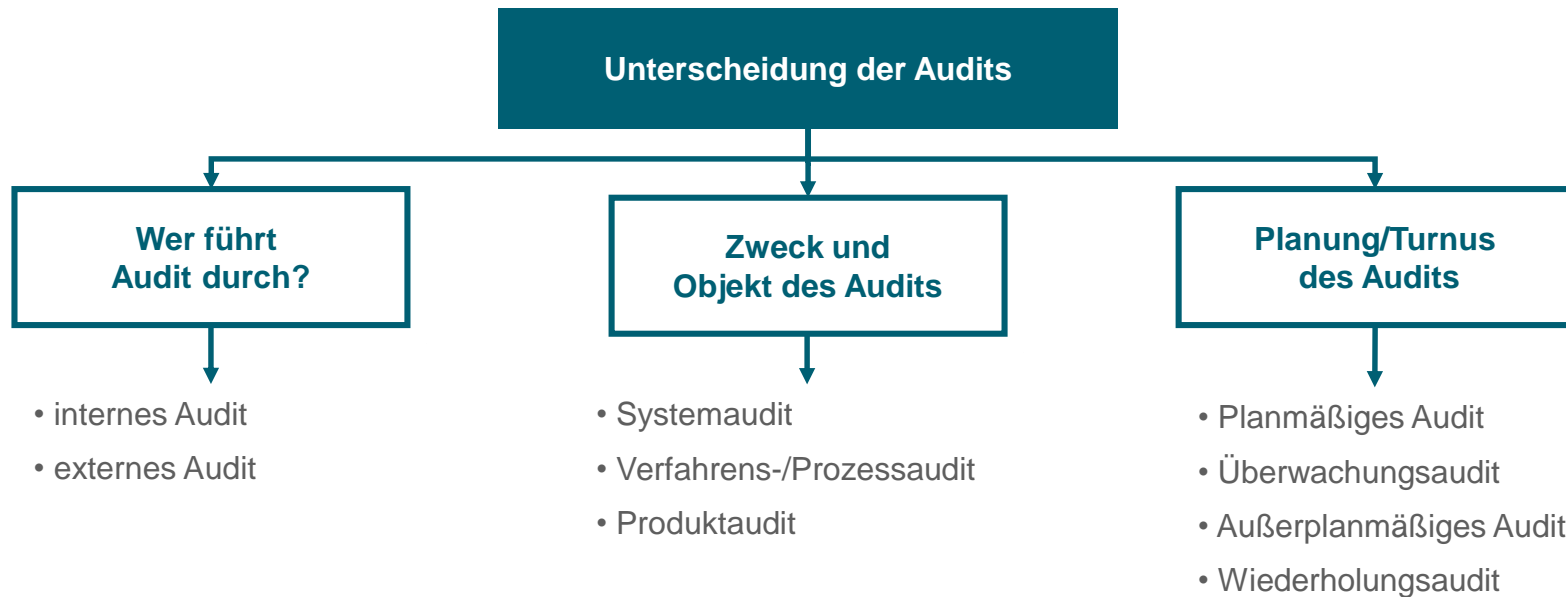 Unterscheidung der Audits
Wer führt
Audit durch?
• internes Audit
• externes Audit
Zweck und
Objekt des Audits
• Systemaudit
• Verfahrens-/Prozessaudit
• Produktaudit
Planung/Turnus
des Audits
• Planmäßiges Audit
• Überwachungsaudit
• Außerplanmäßiges Audit
• Wiederholungsaudit